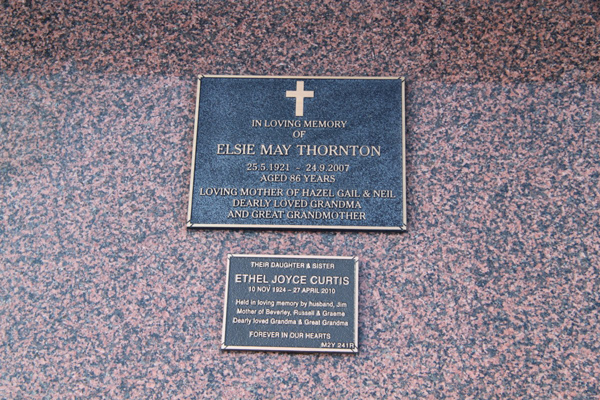 IN LOVING MEMORY
OF
ELSIE MAY THORNTON
25.5.1921 - 24.9.2007
AGED 86 YEARS
LOVING MOTHER OF HAZEL GAIL & NEIL
DEARLY LOVED GRANDMA
AND GREAT GRANDMOTHER
THEIR DAUGHTER & SISTER
ETHEL JOYCE CURTIS
10 NOV 1924 – 27 APRIL 2010
Held in loving memory by husband, Jim
Mother of Beverley, Russell & Graeme
Dearly loved Grandma & Great Grandma
FOREVER IN OUR HEARTS
M2Y 241R